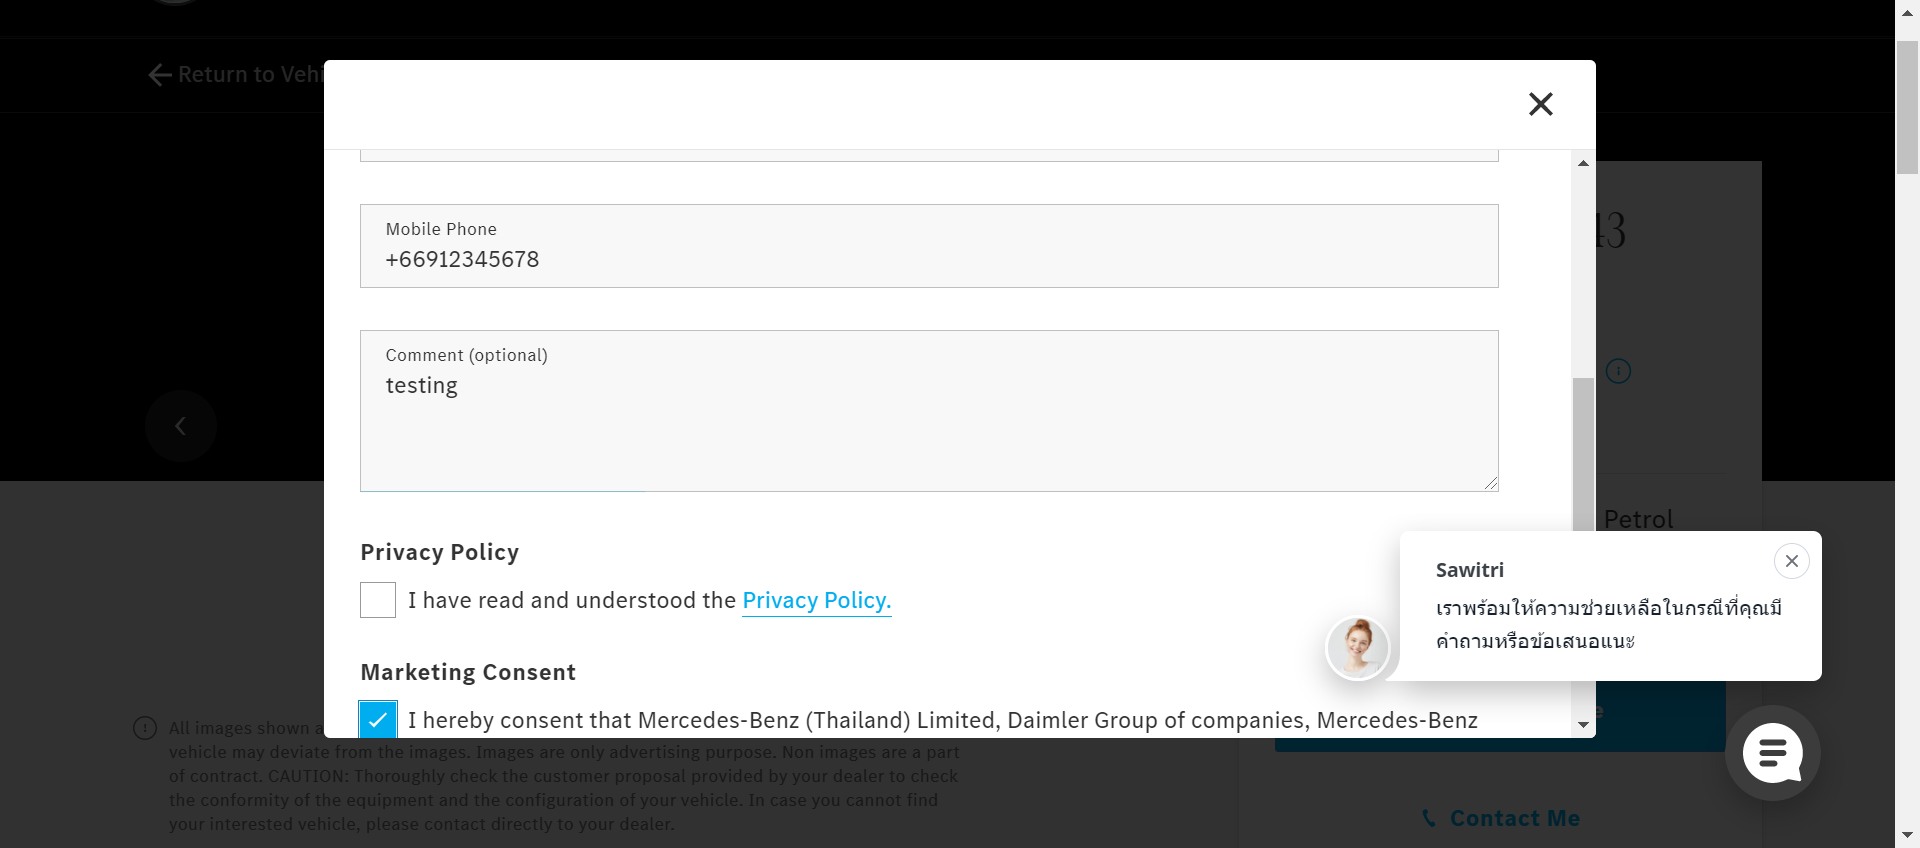 Return to Vehi
Mobile Phone
+66912345678
Comment (optional)
testing
Privacy Policy
I have read and understood the Privacy Policy.
Marketing Consent
I hereby consent that Mercedes-Benz (Thailand) Limited, Daimler Group of companies, Mercedes-Benz
43
Petrol
Sawitri
เราพร้อมให้ความช่วยเหลือในกรณีที่คุณมี
คำถามหรือข้อเสนอแนะ
All images shown a
vehicle may deviate from the images. Images are only advertising purpose. Non images are a part
of contract. CAUTION: Thoroughly check the customer proposal provided by your dealer to check
the conformity of the equipment and the configuration of your vehicle. In case you cannot find
your interested vehicle, please contact directly to your dealer.
Contact Me